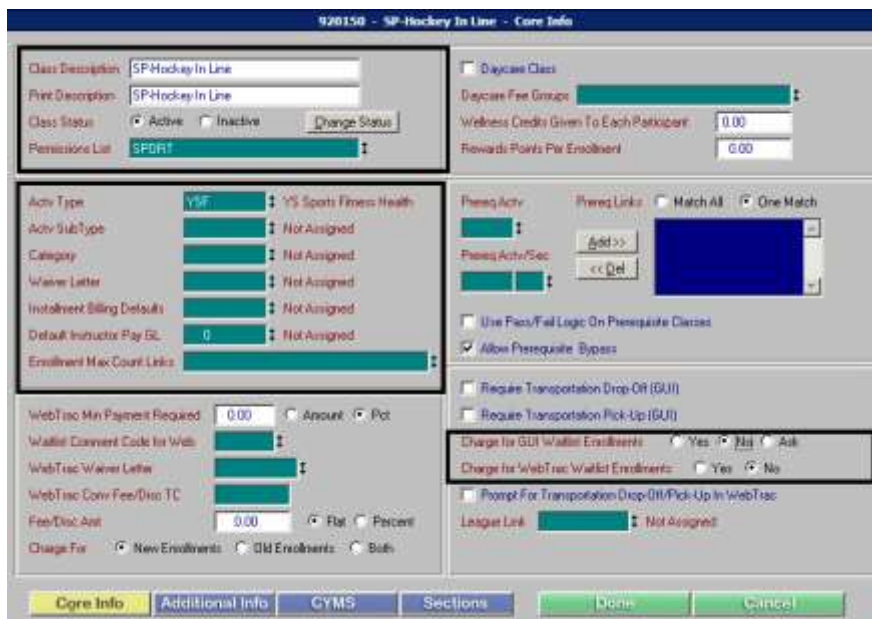 920150 - SP-Hockey In Line - Core Info
Class Description SP-Hockey In Line
Print Description SP-Hockey In Line
Class Status Active Inactive Change Status
Permissions List SPORT
Daycare Class
Daycare Fee Groups
Wellness Credits Given To Each Participant 0.00
Rewards Points Per Enrollment 0.00
Actv Type YSF YS Sports Fitness Health
Actv SubType Not Assigned
Category Not Assigned
Waiver Letter Not Assigned
Installment Billing Defaults Not Assigned
Default Instructor Pay GL 0 Not Assigned
Enrollment Max Count Links
Prereq Actv Prereq Links Match All One Match
Add >>
Prereq Actv/Sec
<< Del
Use Pass/Fail Logic On Prerequisite Classes
Allow Prerequisite Bypass
WebTrac Min Payment Required 0.00 Amount Pct
Waitlist Comment Code for Web
WebTrac Waiver Letter
WebTrac Conv Fee/Disc TC
Fee/Disc Amt 0.00 Flat Percent
Charge For New Enrollments Old Enrollments Both
Require Transportation Drop-Off (GUI)
Require Transportation Pick-Up (GUI)
Charge for GUI Waitlist Enrollments Yes No Ask
Charge for WebTrac Waitlist Enrollments Yes No
Prompt For Transportation Drop-Off/Pick-Up In WebTrac
League Link Not Assigned
Core Info Additional Info CYMS Sections Done Cancel